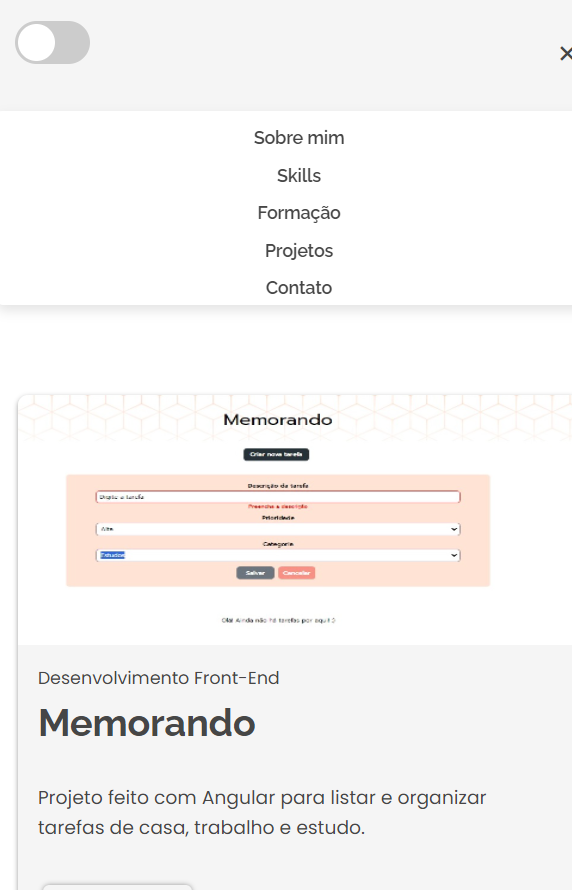 ×
Sobre mim
Skills
Formação
Projetos
Contato
Memorando
Criar nova tarefa
Descrição da tarefa
Digite a tarefa
Preencha a descrição
Prioridade
Alta
Categoria
Estudos
Salvar Cancelar
Olá! Ainda não há tarefas por aqui! :)
Desenvolvimento Front-End
Memorando
Projeto feito com Angular para listar e organizar
tarefas de casa, trabalho e estudo.